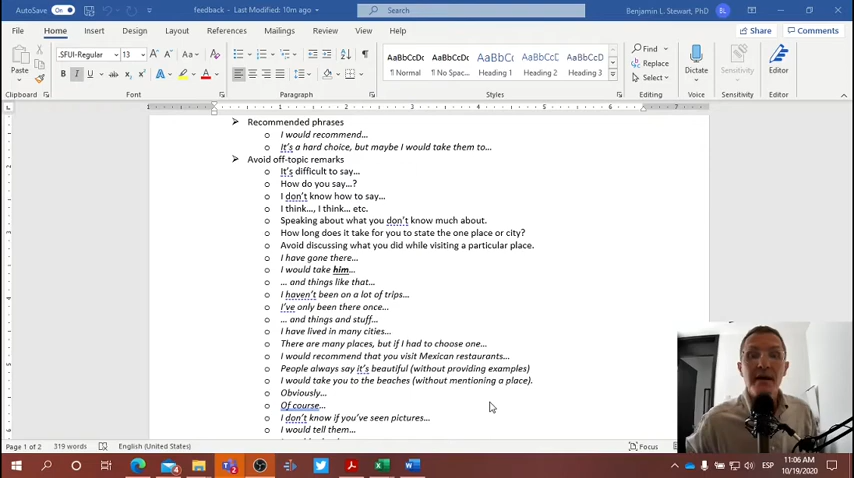 AutoSave On feedback - Last Modified: 10m ago Search Benjamin L. Stewart, PhD BL
File Home Insert Draw Design Layout References Mailings Review View Help Share Comments
.SFUI-Regular 13 Find
Paste Replace Dictate Sensitivity Editor
AaBbCcDc AaBbCcDc AaBbCc AaBbCcD AaBbCcD
¶ Normal ¶ No Spac... Heading 1 Heading 2 Heading 3 Select
Clipboard Font Paragraph Styles Editing Voice Sensitivity Editor
Recommended phrases
I would recommend…
It's a hard choice, but maybe I would take them to…
Avoid off-topic remarks
It's difficult to say…
How do you say…?
I don't know how to say…
I think…, I think… etc.
Speaking about what you don't know much about.
How long does it take for you to state the one place or city?
Avoid discussing what you did while visiting a particular place.
I have gone there…
I would take him…
… and things like that…
I haven't been on a lot of trips…
I've only been there once…
… and things and stuff…
I have lived in many cities…
There are many places, but if I had to choose one…
I would recommend that you visit Mexican restaurants…
People always say it's beautiful (without providing examples)
I would take you to the beaches (without mentioning a place).
Obviously…
Of course…
I don't know if you've seen pictures…
I would tell them…
Page 1 of 2 319 words English (United States) Focus
ESP 11:06 AM
10/19/2020